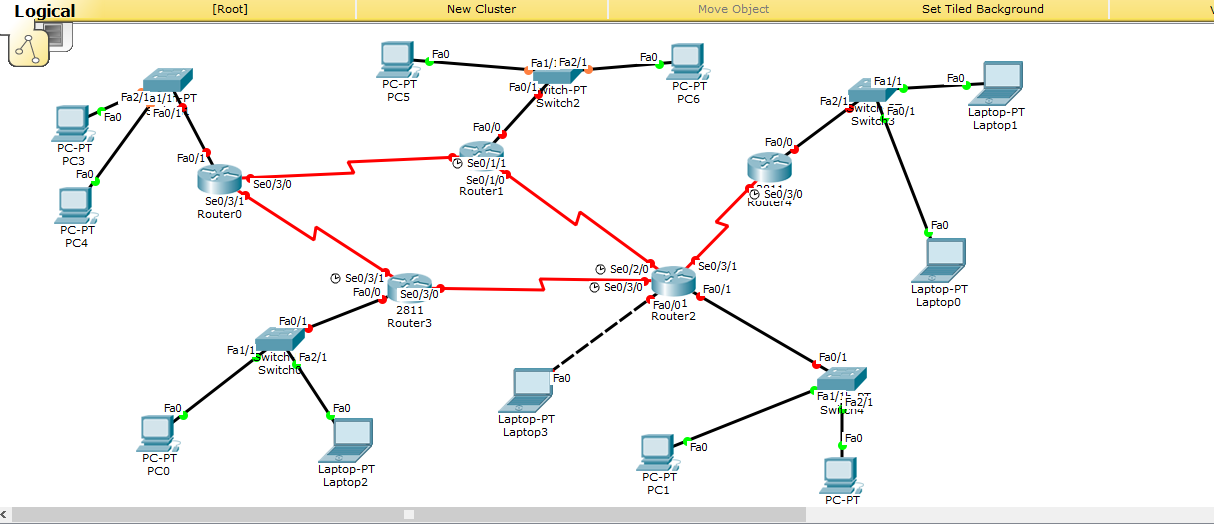 Logical
[Root]
New Cluster
Move Object
Set Tiled Background
Fa0
Fa1/
Fa2/1
Fa0
PC-PT
PC5
Fa0/1
witch-PT
Switch2
PC-PT
PC6
Fa1/1
Fa0
Fa2/1
Fa0/1
Switch3
Laptop-PT
Laptop1
Fa2/1
a1/1
-PT
Fa0/1
Fa0
PC-PT
PC3
Fa0/0
Fa0/0
Fa0/1
Se0/1/1
Se0/1/0
Router1
Fa0
PC-PT
PC4
Se0/3/0
Se0/3/1
Router0
2811
Se0/3/0
Router4
Fa0
Laptop-PT
Laptop0
Se0/2/0
Se0/3/1
Se0/3/1
Se0/3/0
Fa0/0
Se0/3/0
Fa0/1
2811
Router3
Fa0/0
1
Router2
Fa0/1
Fa1/1
Fa2/1
Switch
Switch0
Fa0/1
Fa0
Laptop-PT
Laptop3
Fa1/1
-PT
Fa2/1
Switch4
Fa0
Fa0
PC-PT
PC0
Laptop-PT
Laptop2
Fa0
Fa0
PC-PT
PC1
PC-PT